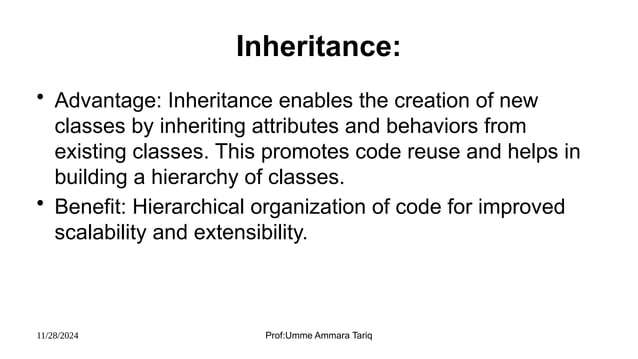 Inheritance:
• Advantage: Inheritance enables the creation of new
classes by inheriting attributes and behaviors from
existing classes. This promotes code reuse and helps in
building a hierarchy of classes.
• Benefit: Hierarchical organization of code for improved
scalability and extensibility.
11/28/2024
Prof:Umme Ammara Tariq